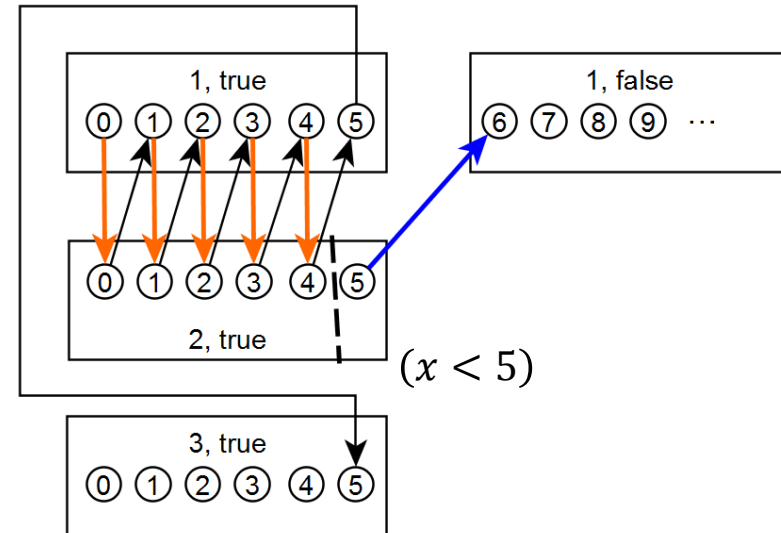 1, true
0 1 2 3 4 5
1, false
6 7 8 9 ...
0 1 2 3 4 5
2, true
(x < 5)
3, true
0 1 2 3 4 5